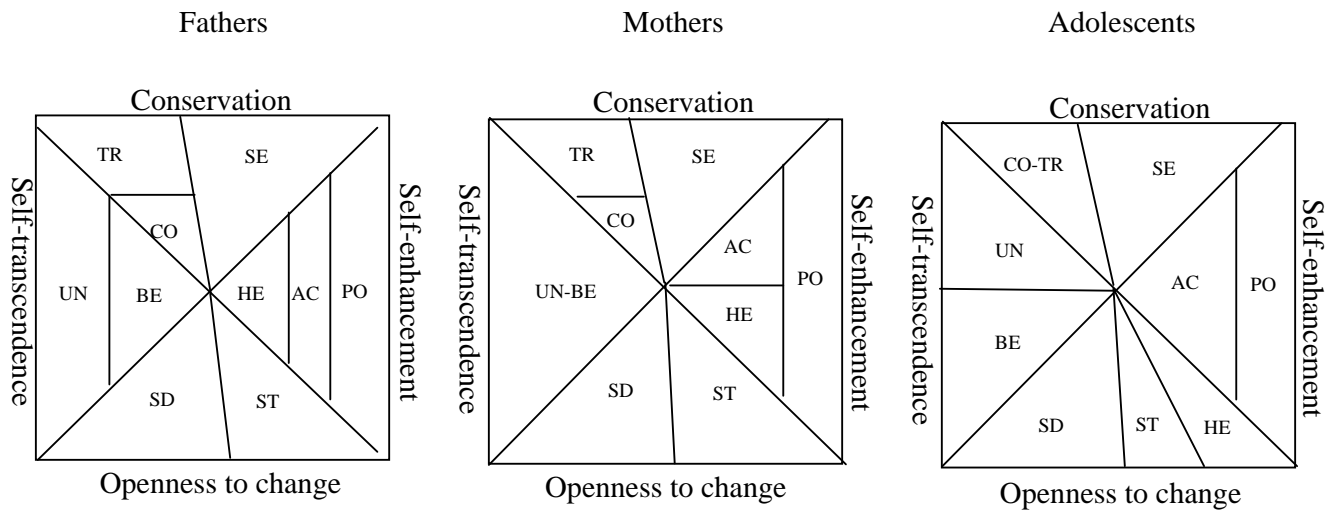 Fathers
Conservation
TR
SE
Self-transcendence
CO
UN
BE
HE
AC
PO
Self-enhancement
SD
ST
Openness to change
Mothers
Conservation
TR
SE
Self-transcendence
CO
AC
UN-BE
PO
HE
Self-enhancement
SD
ST
Openness to change
Adolescents
Conservation
CO-TR
SE
Self-transcendence
UN
AC
PO
BE
Self-enhancement
SD
ST
HE
Openness to change